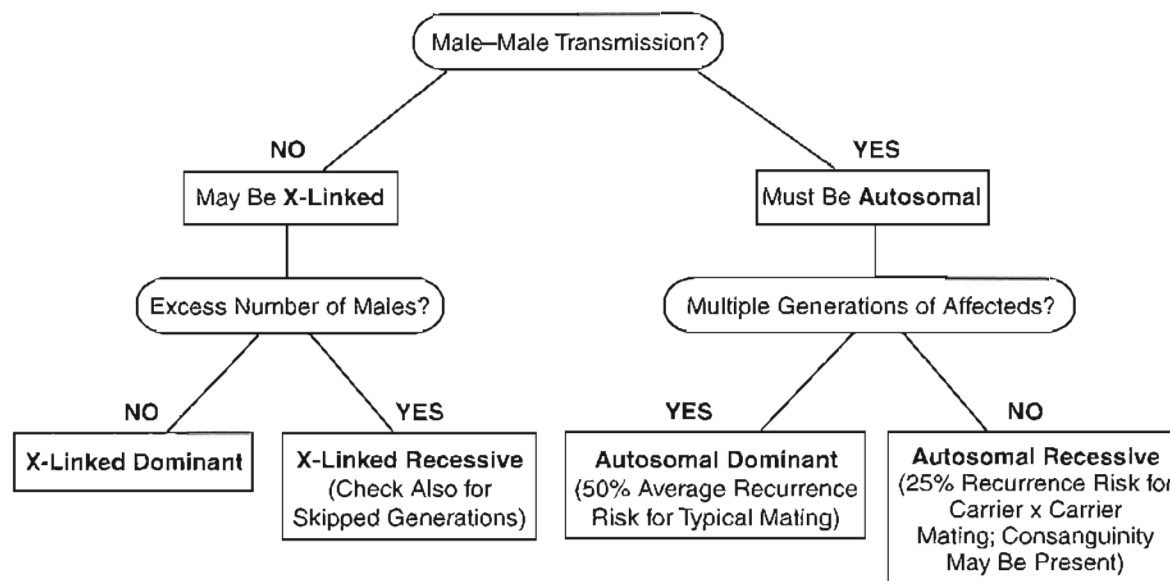 Male–Male Transmission?
NO
YES
May Be X-Linked
Must Be Autosomal
Excess Number of Males?
Multiple Generations of Affecteds?
NO
YES
YES
NO
X-Linked Dominant
X-Linked Recessive
(Check Also for
Skipped Generations)
Autosomal Dominant
(50% Average Recurrence
Risk for Typical Mating)
Autosomal Recessive
(25% Recurrence Risk for
Carrier x Carrier
Mating; Consanguinity
May Be Present)